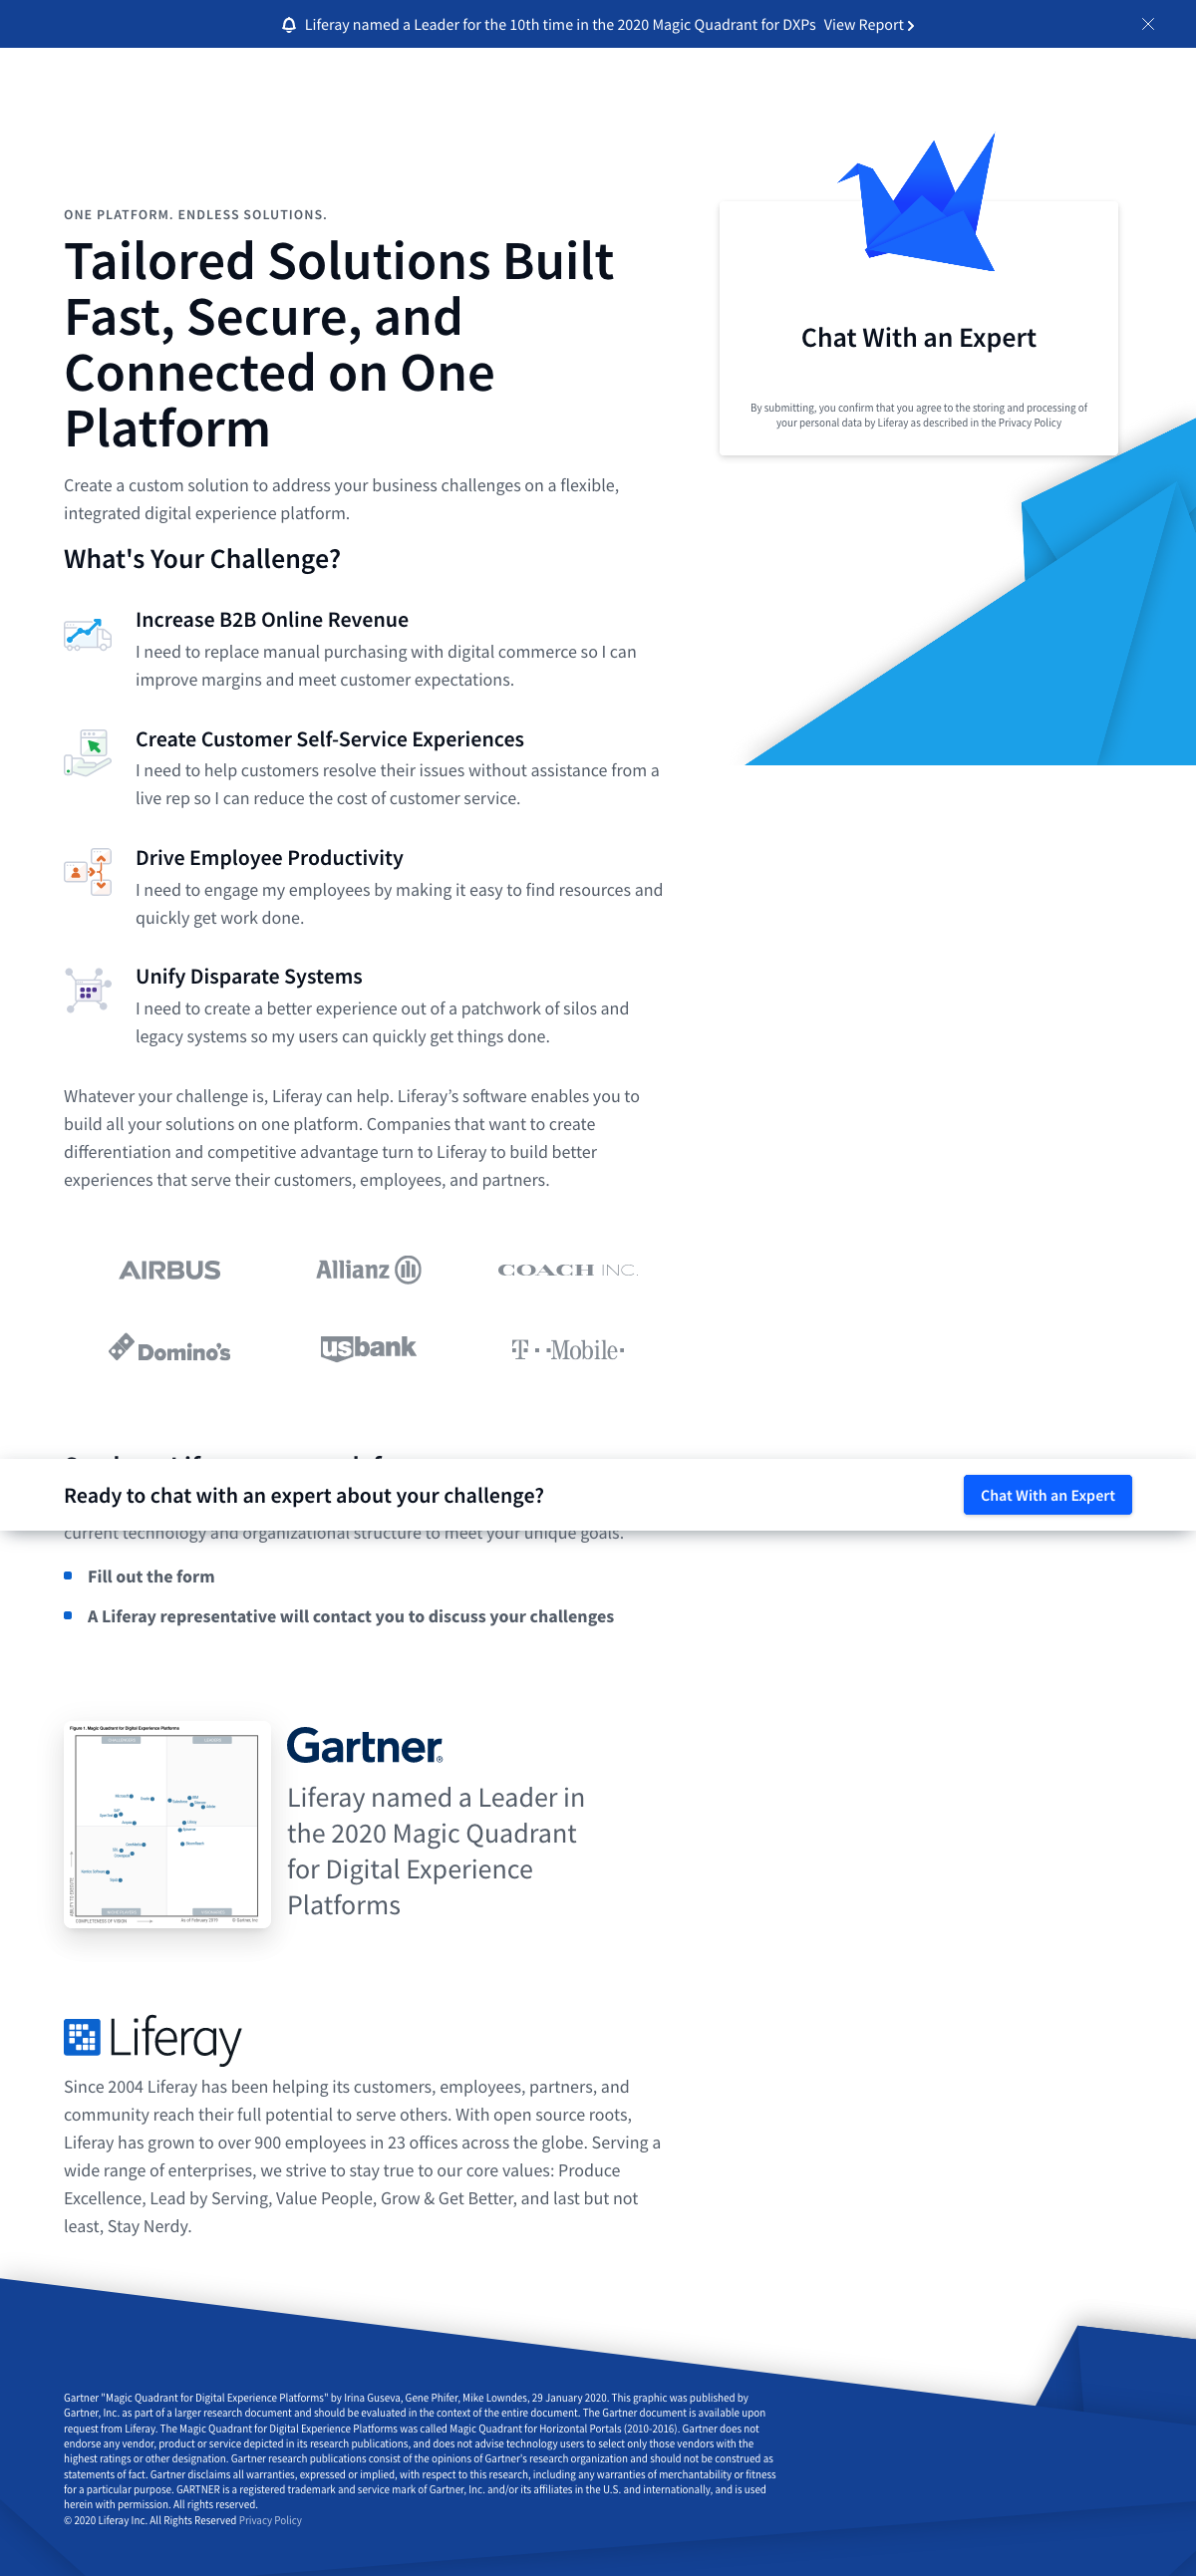 Liferay named a Leader for the 10th time in the 2020 Magic Quadrant for DXPs View Report
ONE PLATFORM. ENDLESS SOLUTIONS.
Tailored Solutions Built
Fast, Secure, and
Connected on One
Platform
Create a custom solution to address your business challenges on a flexible,
integrated digital experience platform.
Chat With an Expert
By submitting, you confirm that you agree to the storing and processing of
your personal data by Liferay as described in the Privacy Policy
What's Your Challenge?
Increase B2B Online Revenue
I need to replace manual purchasing with digital commerce so I can
improve margins and meet customer expectations.
Create Customer Self-Service Experiences
I need to help customers resolve their issues without assistance from a
live rep so I can reduce the cost of customer service.
Drive Employee Productivity
I need to engage my employees by making it easy to find resources and
quickly get work done.
Unify Disparate Systems
I need to create a better experience out of a patchwork of silos and
legacy systems so my users can quickly get things done.
Whatever your challenge is, Liferay can help. Liferay’s software enables you to
build all your solutions on one platform. Companies that want to create
differentiation and competitive advantage turn to Liferay to build better
experiences that serve their customers, employees, and partners.
AIRBUS Allianz COACH INC.
Domino's usbank T··Mobile·
Ready to chat with an expert about your challenge?
Chat With an Expert
current technology and organizational structure to meet your unique goals.
Fill out the form
A Liferay representative will contact you to discuss your challenges
Figure 1. Magic Quadrant for Digital Experience Platforms
COMPLETENESS OF VISION
As of February 2019 © Gartner, Inc
Gartner®
Liferay named a Leader in
the 2020 Magic Quadrant
for Digital Experience
Platforms
Liferay
Since 2004 Liferay has been helping its customers, employees, partners, and
community reach their full potential to serve others. With open source roots,
Liferay has grown to over 900 employees in 23 offices across the globe. Serving a
wide range of enterprises, we strive to stay true to our core values: Produce
Excellence, Lead by Serving, Value People, Grow & Get Better, and last but not
least, Stay Nerdy.
Gartner "Magic Quadrant for Digital Experience Platforms" by Irina Guseva, Gene Phifer, Mike Lowndes, 29 January 2020. This graphic was published by
Gartner, Inc. as part of a larger research document and should be evaluated in the context of the entire document. The Gartner document is available upon
request from Liferay. The Magic Quadrant for Digital Experience Platforms was called Magic Quadrant for Horizontal Portals (2010-2016). Gartner does not
endorse any vendor, product or service depicted in its research publications, and does not advise technology users to select only those vendors with the
highest ratings or other designation. Gartner research publications consist of the opinions of Gartner's research organization and should not be construed as
statements of fact. Gartner disclaims all warranties, expressed or implied, with respect to this research, including any warranties of merchantability or fitness
for a particular purpose. GARTNER is a registered trademark and service mark of Gartner, Inc. and/or its affiliates in the U.S. and internationally, and is used
herein with permission. All rights reserved.
© 2020 Liferay Inc. All Rights Reserved Privacy Policy